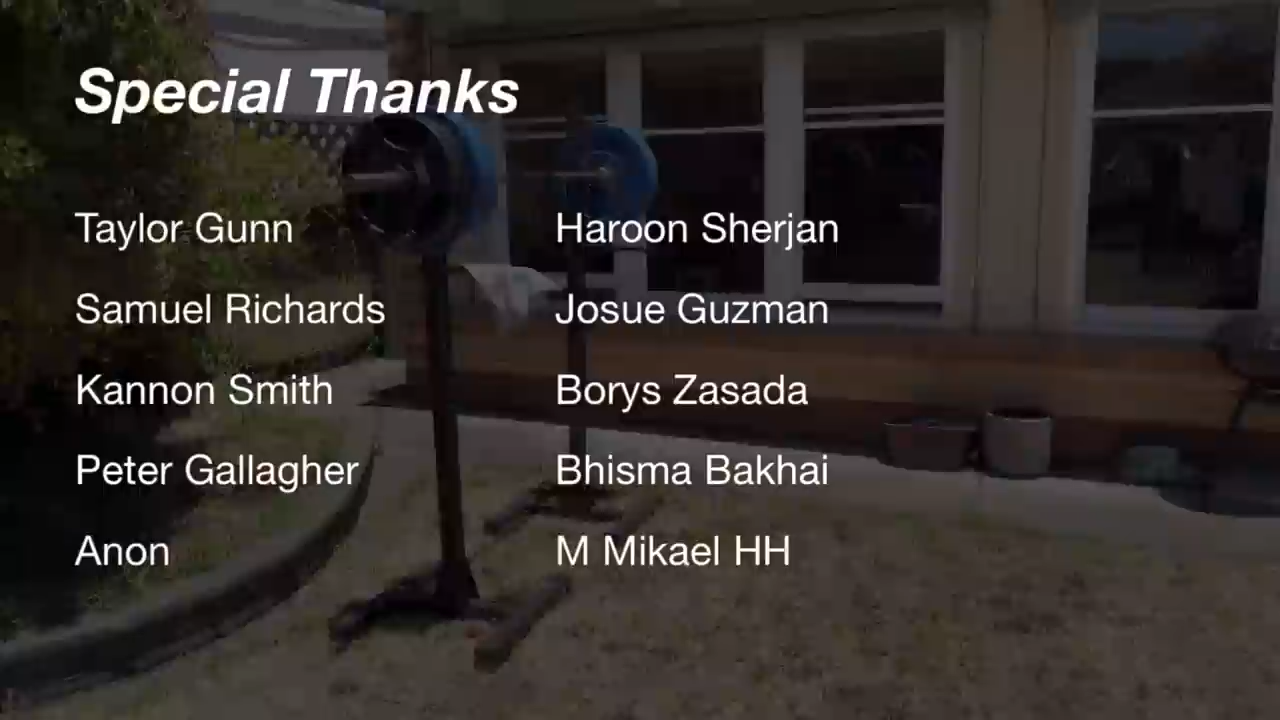 Special Thanks
Taylor Gunn
Samuel Richards
Kannon Smith
Peter Gallagher
Anon
Haroon Sherjan
Josue Guzman
Borys Zasada
Bhisma Bakhai
M Mikael HH